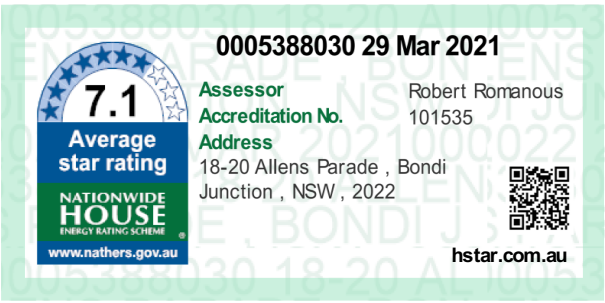 0005388030 29 Mar 2021
7.1
Average
star rating
NATIONWIDE
HOUSE
ENERGY RATING SCHEME
®
www.nathers.gov.au
Assessor Robert Romanous
Accreditation No. 101535
Address
18-20 Allens Parade , Bondi
Junction , NSW , 2022
hstar.com.au